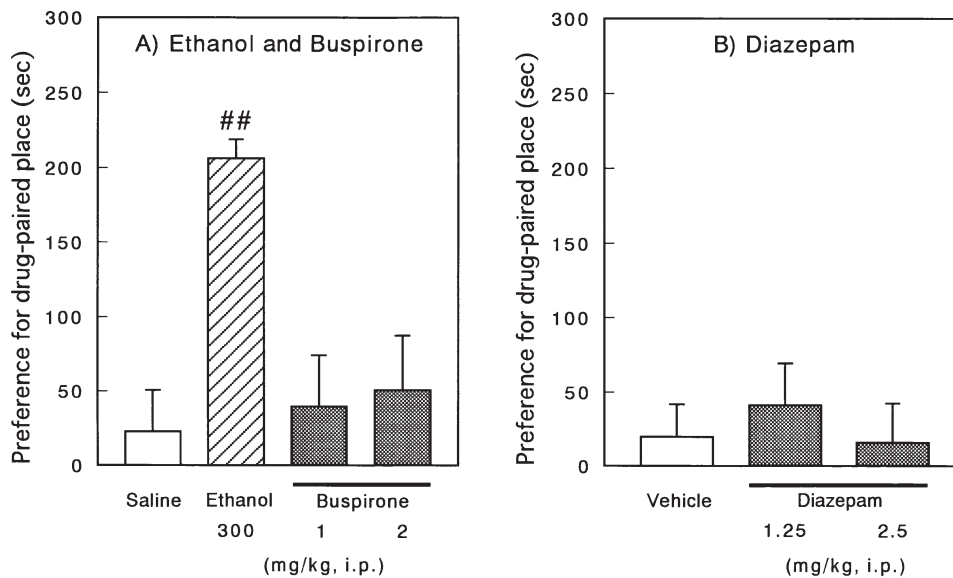 A) Ethanol and Buspirone
Preference for drug-paired place (sec)
300
250
200
150
100
50
0
##
Saline Ethanol Buspirone
300 1 2
(mg/kg, i.p.)
B) Diazepam
Preference for drug-paired place (sec)
300
250
200
150
100
50
0
Vehicle Diazepam
1.25 2.5
(mg/kg, i.p.)